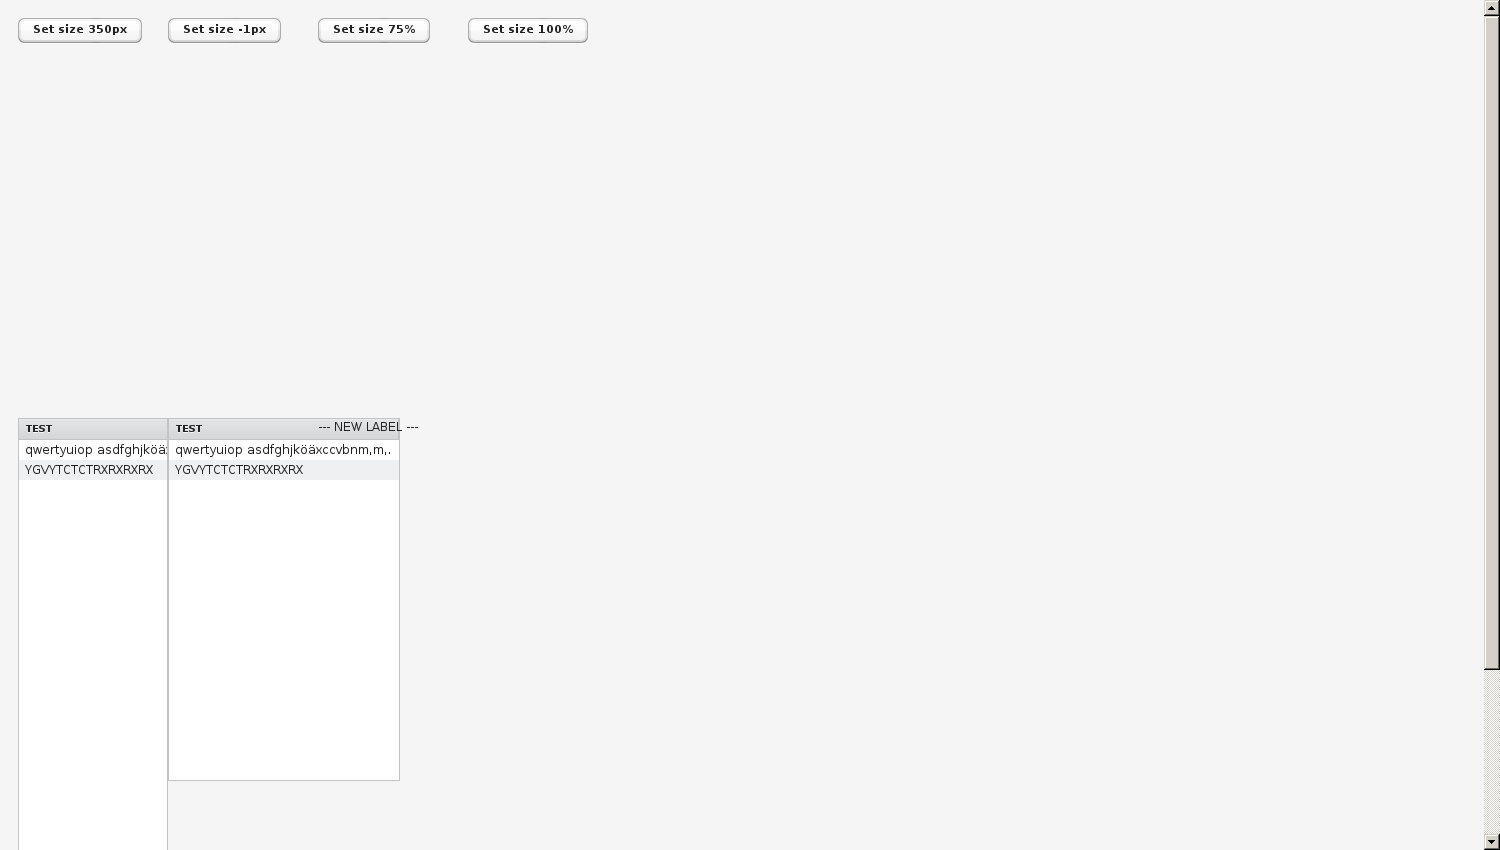 Set size 350px
Set size -1px
Set size 75%
Set size 100%
TEST
qwertyuiop asdfghjköä
YGVYTCTCTRXRXRXRX
TEST
--- NEW LABEL ---
qwertyuiop asdfghjköäxccvbnm,m,.
YGVYTCTCTRXRXRXRX